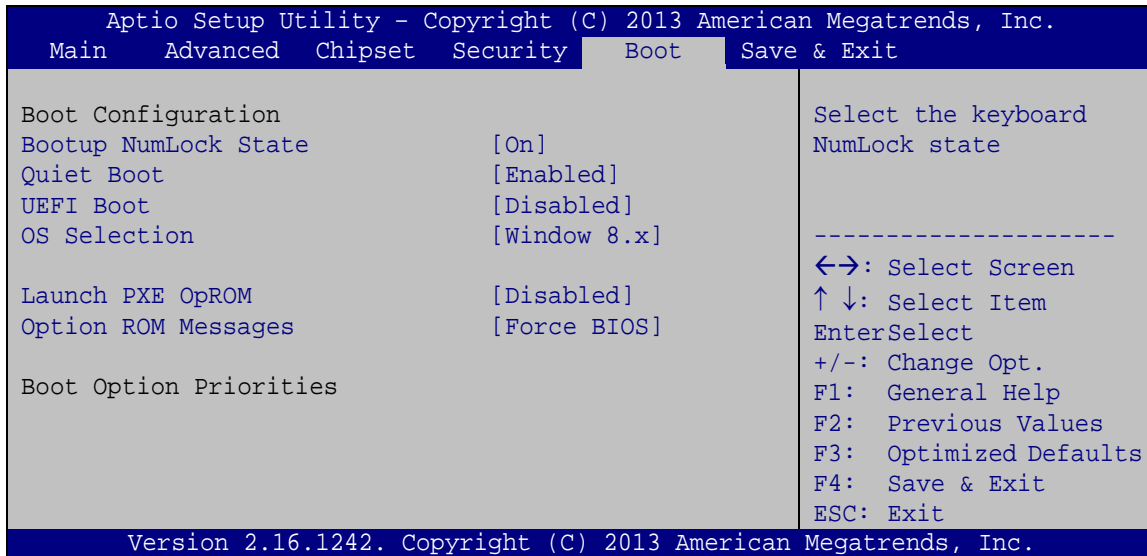 Aptio Setup Utility – Copyright (C) 2013 American Megatrends, Inc.
Main Advanced Chipset Security Boot Save & Exit
Boot Configuration
Bootup NumLock State [On]
Quiet Boot [Enabled]
UEFI Boot [Disabled]
OS Selection [Window 8.x]
Launch PXE OpROM [Disabled]
Option ROM Messages [Force BIOS]
Boot Option Priorities
Select the keyboard
NumLock state
---------------------
←→: Select Screen
↑ ↓: Select Item
EnterSelect
+/-: Change Opt.
F1: General Help
F2: Previous Values
F3: Optimized Defaults
F4: Save & Exit
ESC: Exit
Version 2.16.1242. Copyright (C) 2013 American Megatrends, Inc.